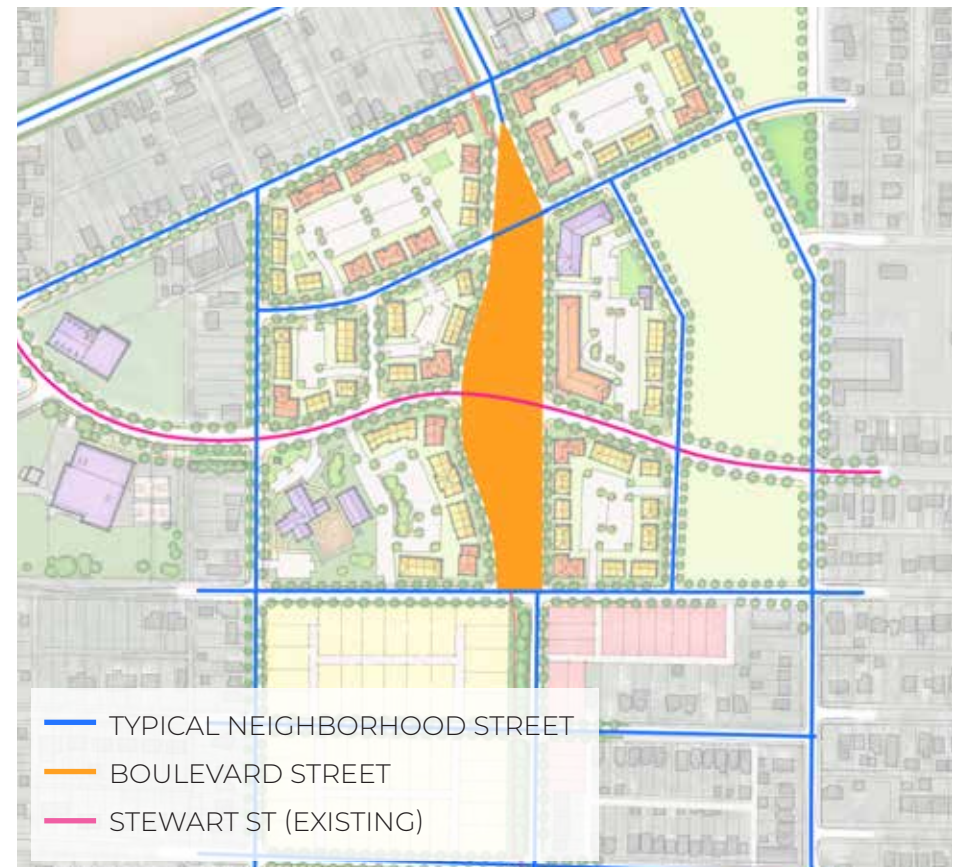 TYPICAL NEIGHBORHOOD STREET
BOULEVARD STREET
STEWART ST (EXISTING)